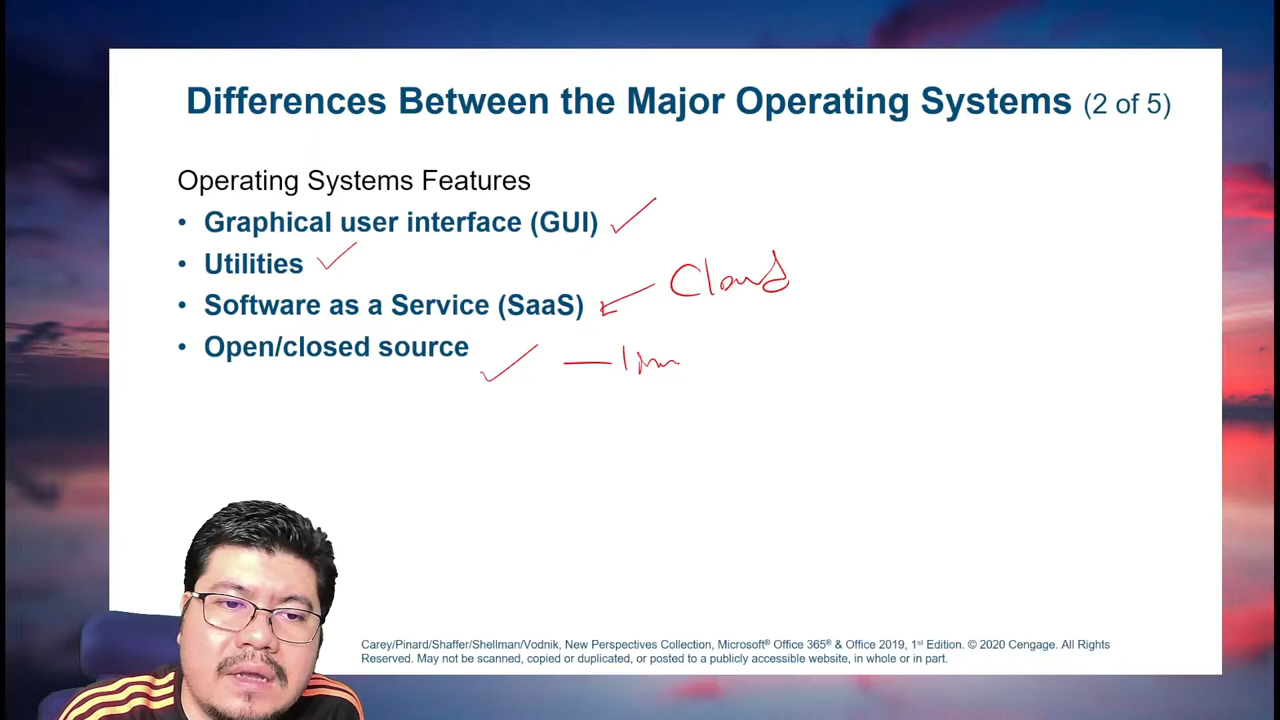 Differences Between the Major Operating Systems (2 of 5)
Operating Systems Features
• Graphical user interface (GUI)
• Utilities
Cloud
• Software as a Service (SaaS)
• Open/closed source
Carey/Pinard/Shaffer/Shellman/Vodnik, New Perspectives Collection, Microsoft® Office 365® & Office 2019, 1st Edition. © 2020 Cengage. All Rights
Reserved. May not be scanned, copied or duplicated, or posted to a publicly accessible website, in whole or in part.